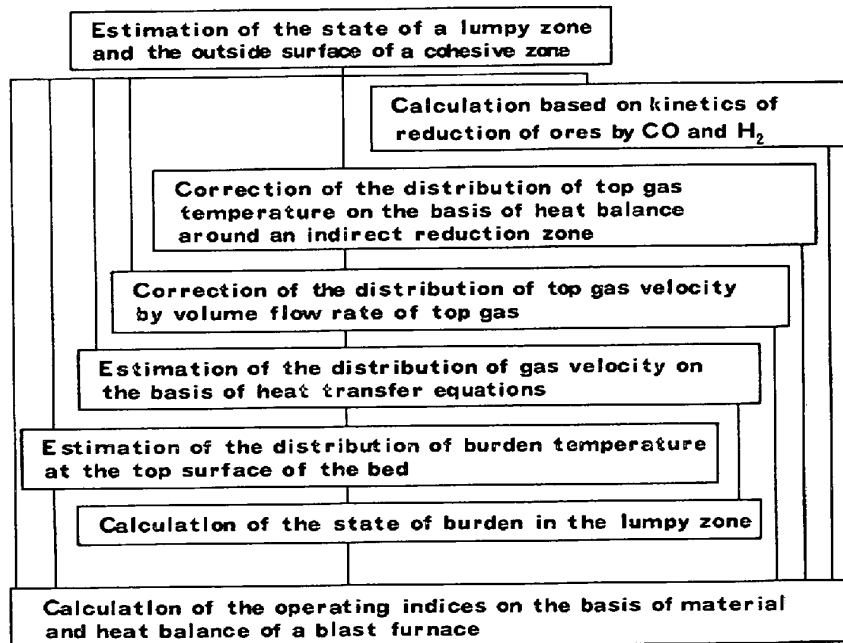 Estimation of the state of a lumpy zone
and the outside surface of a cohesive zone
Calculation based on kinetics of
reduction of ores by CO and H₂
Correction of the distribution of top gas
temperature on the basis of heat balance
around an indirect reduction zone
Correction of the distribution of top gas velocity
by volume flow rate of top gas
Estimation of the distribution of gas velocity on
the basis of heat transfer equations
Estimation of the distribution of burden temperature
at the top surface of the bed
Calculation of the state of burden in the lumpy zone
Calculation of the operating indices on the basis of material
and heat balance of a blast furnace